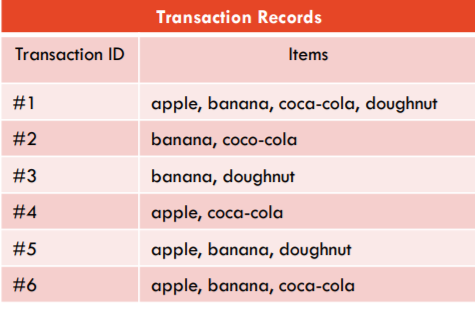 Transaction Records
Transaction ID Items
#1 apple, banana, coca-cola, doughnut
#2 banana, coco-cola
#3 banana, doughnut
#4 apple, coca-cola
#5 apple, banana, doughnut
#6 apple, banana, coca-cola